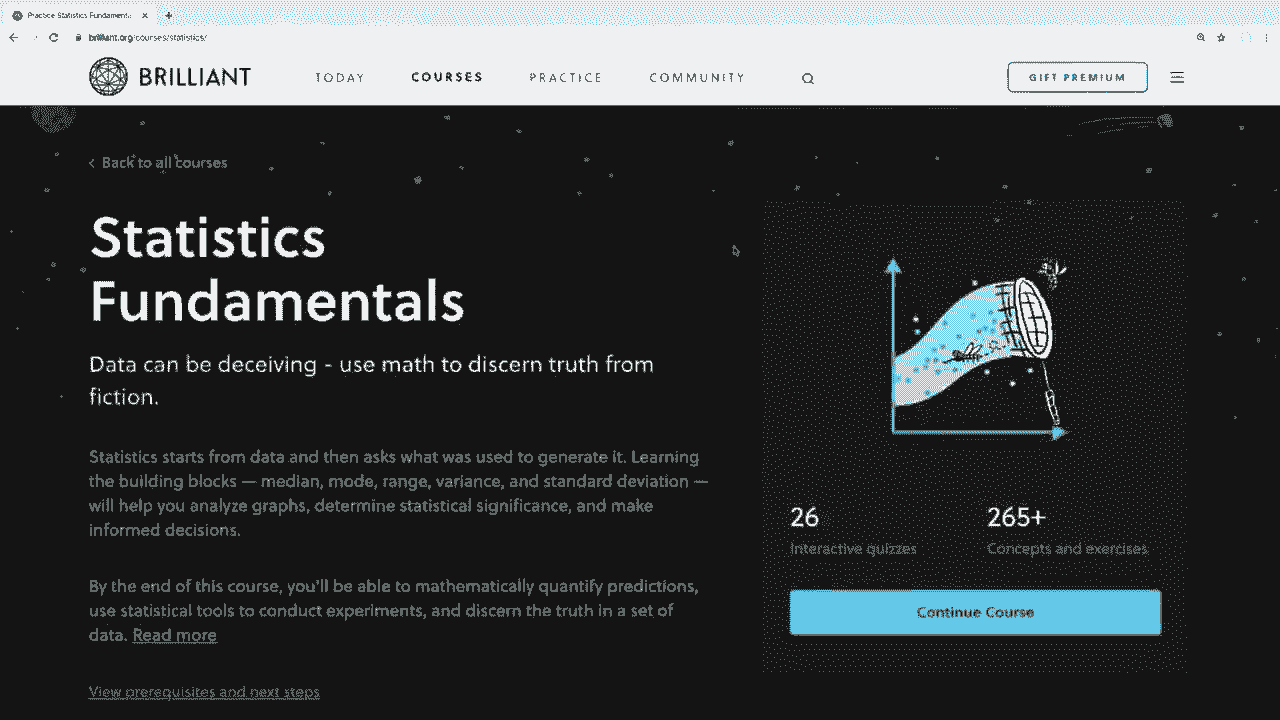 Practice Statistics Fundament...
brilliant.org/courses/statistics/
BRILLIANT
TODAY
COURSES
PRACTICE
COMMUNITY
GIFT PREMIUM
Back to all courses
Statistics
Fundamentals
Data can be deceiving - use math to discern truth from
fiction.
Statistics starts from data and then asks what was used to generate it. Learning
the building blocks — median, mode, range, variance, and standard deviation —
will help you analyze graphs, determine statistical significance, and make
informed decisions.
By the end of this course, you'll be able to mathematically quantify predictions,
use statistical tools to conduct experiments, and discern the truth in a set of
data. Read more
View prerequisites and next steps
26
Interactive quizzes
265+
Concepts and exercises
Continue Course